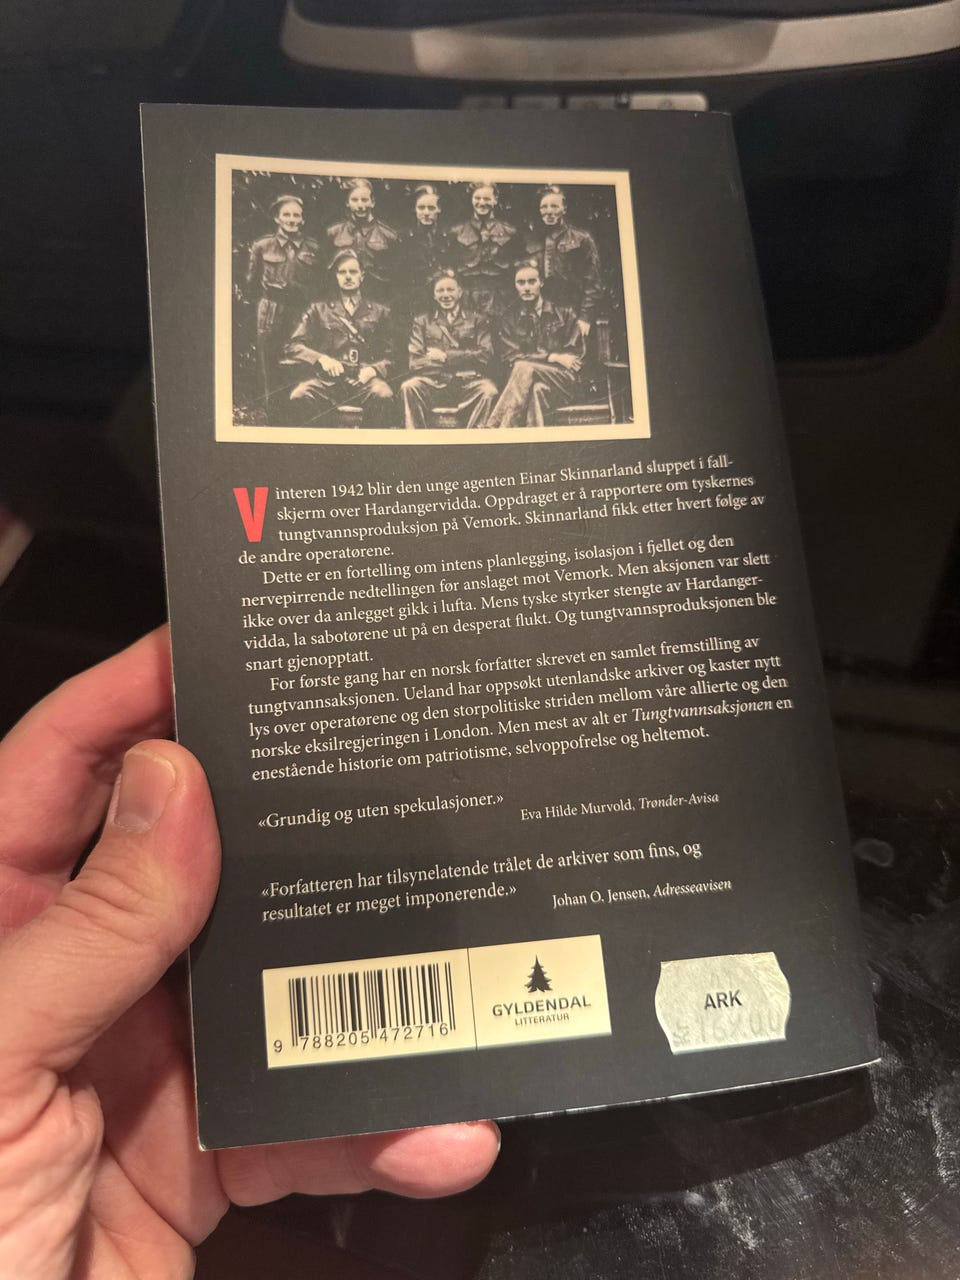 Vinteren 1942 blir den unge agenten Einar Skinnarland sluppet i fall-
skjerm over Hardangervidda. Oppdraget er å rapportere om tyskernes
tungtvannsproduksjon på Vemork. Skinnarland fikk etter hvert følge av
de andre operatørene.
Dette er en fortelling om intens planlegging, isolasjon i fjellet og den
nervepirrende nedtellingen før anslaget mot Vemork. Men aksjonen var slett
ikke over da anlegget gikk i lufta. Mens tyske styrker stengte av Hardanger-
vidda, la sabotørene ut på en desperat flukt. Og tungtvannsproduksjonen ble
snart gjenopptatt.
For første gang har en norsk forfatter skrevet en samlet fremstilling av
tungtvannsaksjonen. Ueland har oppsøkt utenlandske arkiver og kaster nytt
lys over operatørene og den storpolitiske striden mellom våre allierte og den
norske eksilregjeringen i London. Men mest av alt er Tungtvannsaksjonen en
enestående historie om patriotisme, selvoppofrelse og heltemot.
«Grundig og uten spekulasjoner.»
Eva Hilde Murvold, Trønder-Avisa
«Forfatteren har tilsynelatende trålet de arkiver som fins, og
resultatet er meget imponerende.»
Johan O. Jensen, Adresseavisen
9 788205 472716
GYLDENDAL
LITTERATUR
ARK